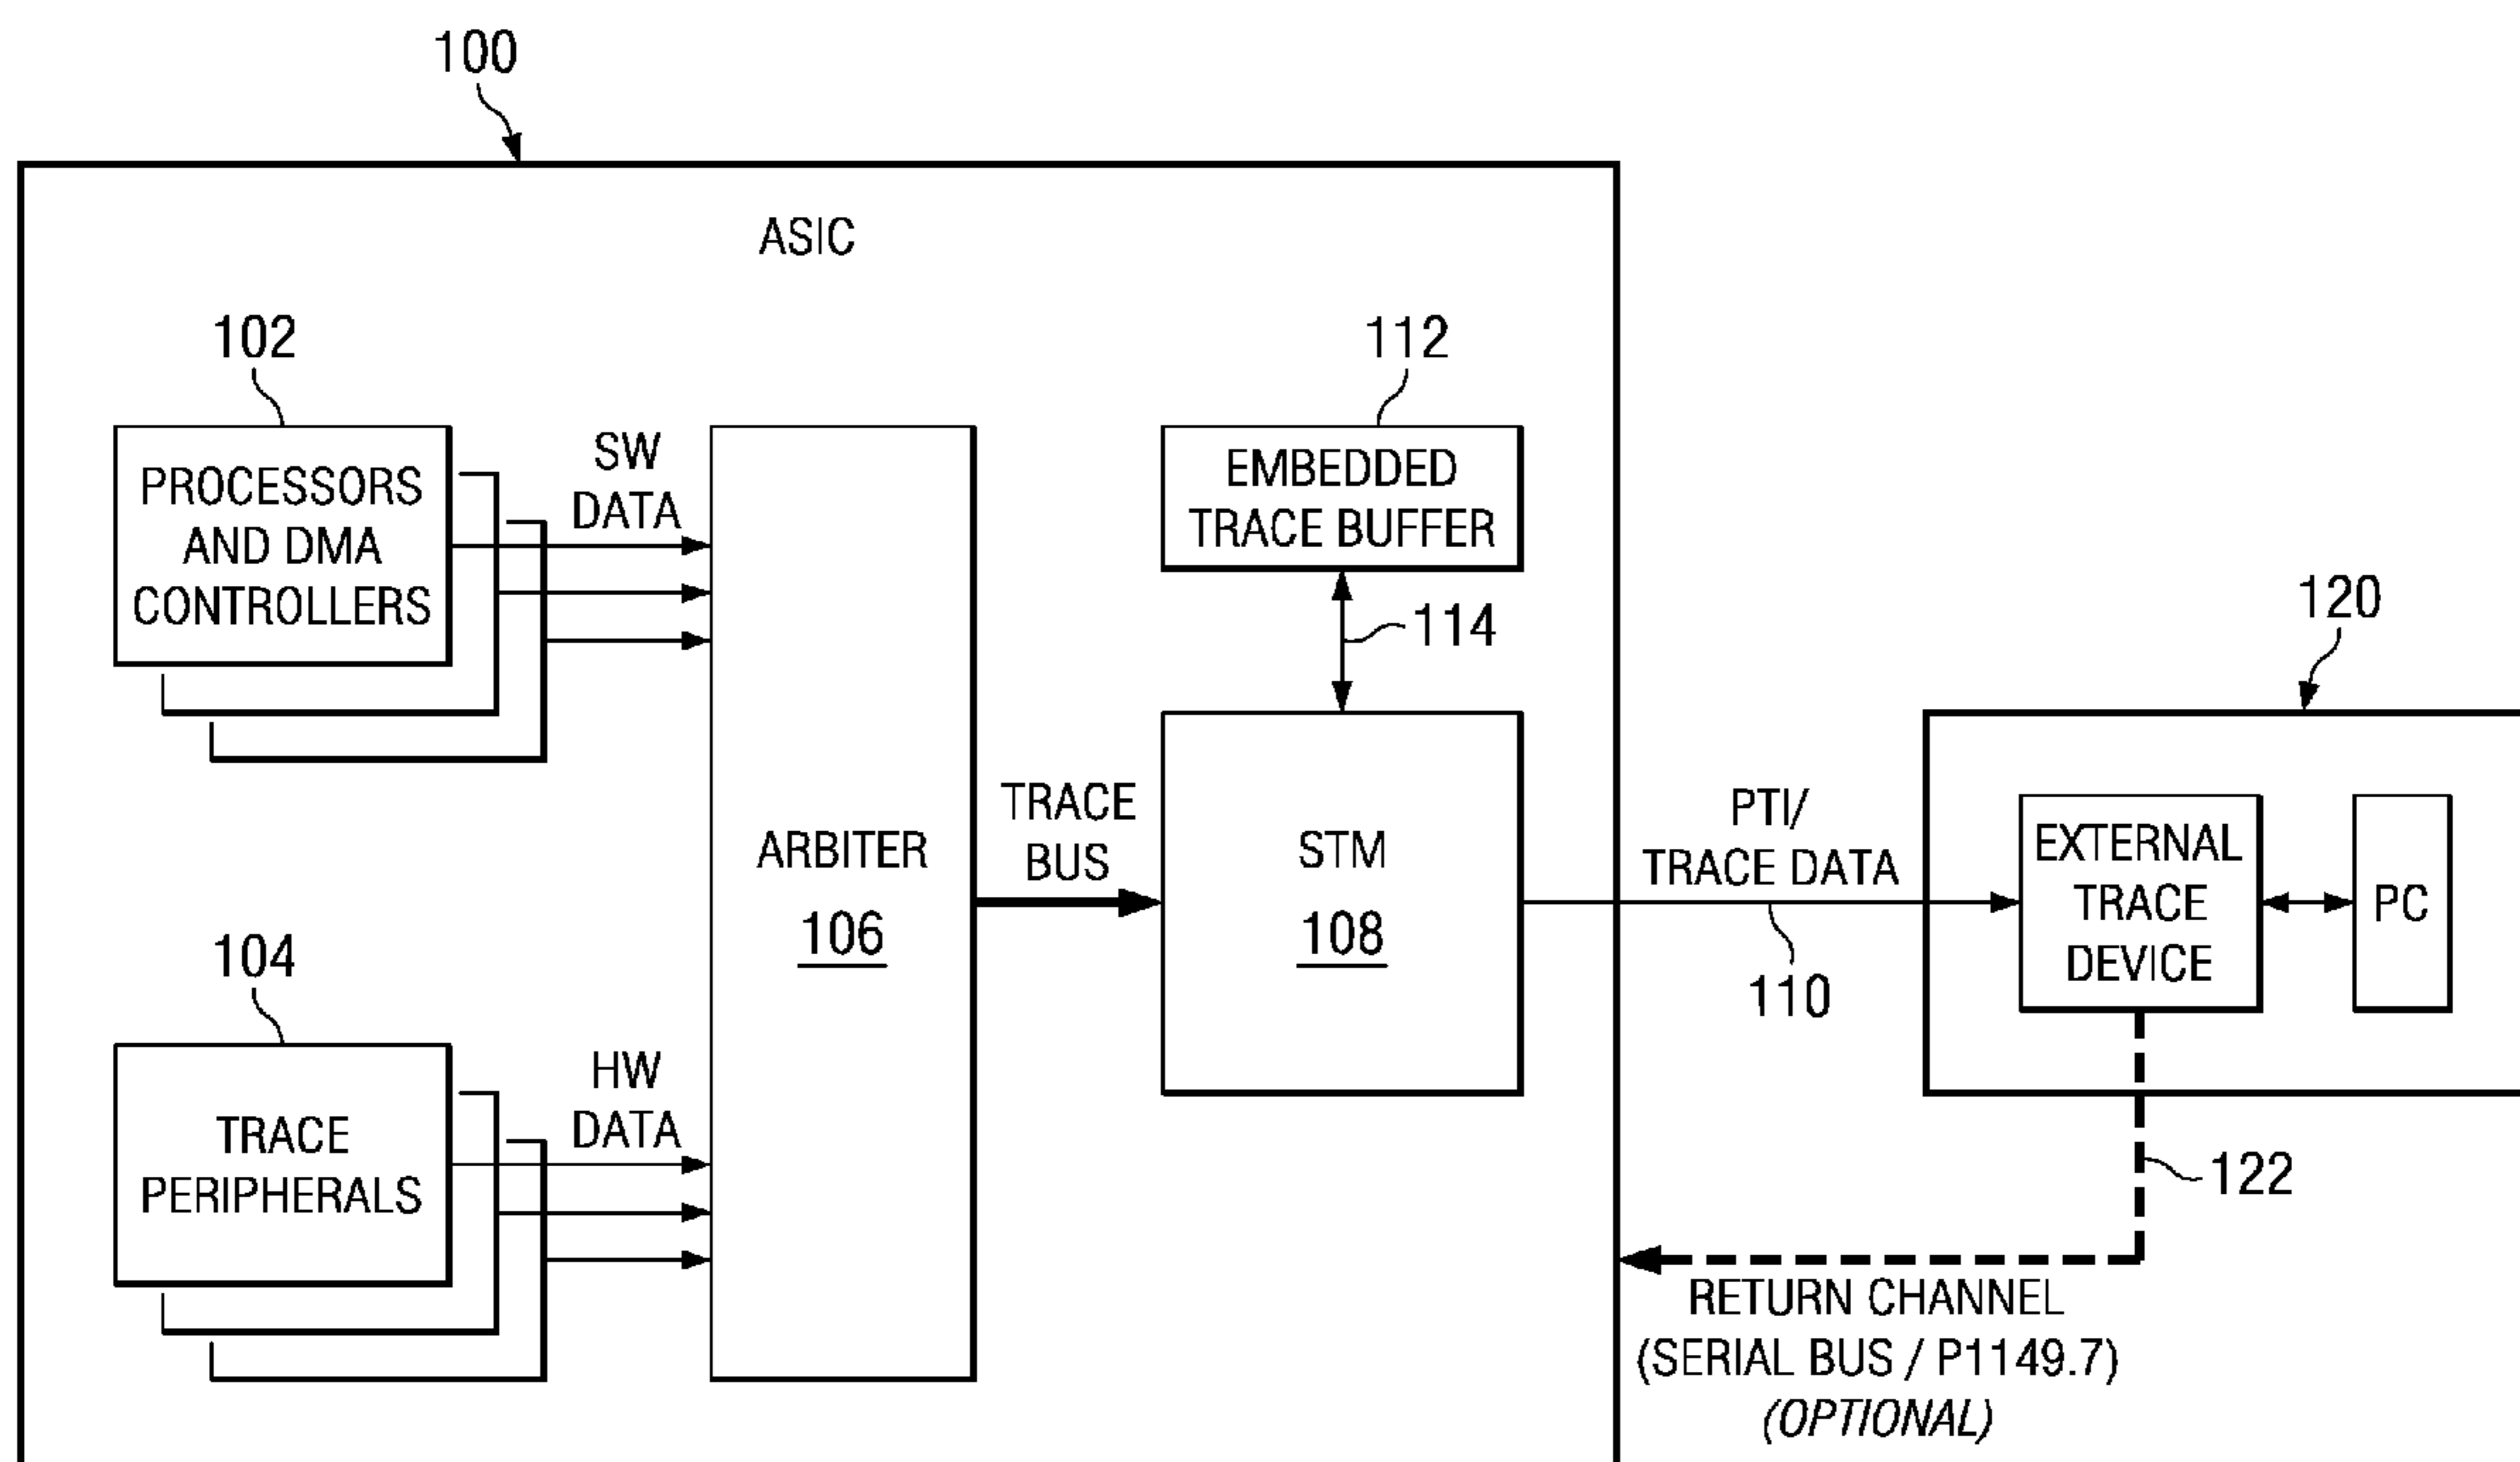 100
ASIC
102
112
PROCESSORS
AND DMA
CONTROLLERS
SW
DATA
EMBEDDED
TRACE BUFFER
114
120
TRACE
BUS
ARBITER
106
STM
108
PTI/
TRACE DATA
110
EXTERNAL
TRACE
DEVICE
PC
104
TRACE
PERIPHERALS
HW
DATA
122
RETURN CHANNEL
(SERIAL BUS / P1149.7)
(OPTIONAL)